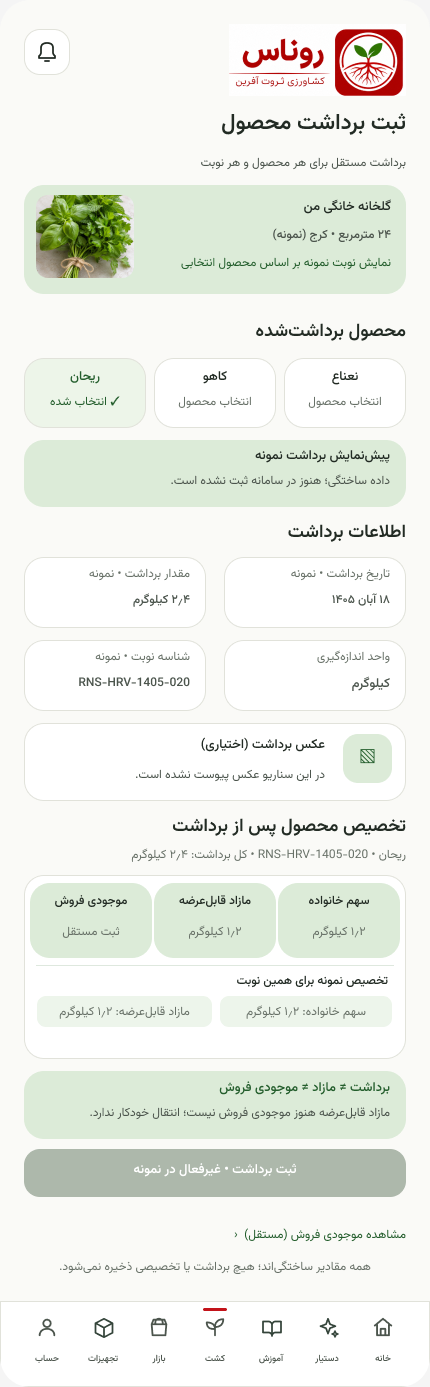 روناس
کشاورزی ثروت آفرین
ثبت برداشت محصول
برداشت مستقل برای هر محصول و هر نوبت
گلخانه خانگی من
۲۴ مترمربع • کرج (نمونه)
نمایش نوبت نمونه بر اساس محصول انتخابی
محصول برداشت‌شده
نعناع
انتخاب محصول
کاهو
انتخاب محصول
ریحان
✓ انتخاب شده
پیش‌نمایش برداشت نمونه
داده ساختگی؛ هنوز در سامانه ثبت نشده است.
اطلاعات برداشت
تاریخ برداشت • نمونه
۱۸ آبان ۱۴۰۵
مقدار برداشت • نمونه
۲٫۴ کیلوگرم
واحد اندازه‌گیری
کیلوگرم
شناسه نوبت • نمونه
RNS-HRV-1405-020
عکس برداشت (اختیاری)
در این سناریو عکس پیوست نشده است.
تخصیص محصول پس از برداشت
ریحان • RNS-HRV-1405-020 • کل برداشت: ۲٫۴ کیلوگرم
سهم خانواده
۱٫۲ کیلوگرم
مازاد قابل‌عرضه
۱٫۲ کیلوگرم
موجودی فروش
ثبت مستقل
تخصیص نمونه برای همین نوبت
سهم خانواده: ۱٫۲ کیلوگرم
مازاد قابل‌عرضه: ۱٫۲ کیلوگرم
برداشت ≠ مازاد ≠ موجودی فروش
مازاد قابل‌عرضه هنوز موجودی فروش نیست؛ انتقال خودکار ندارد.
ثبت برداشت • غیرفعال در نمونه
مشاهده موجودی فروش (مستقل) ‹
همه مقادیر ساختگی‌اند؛ هیچ برداشت یا تخصیصی ذخیره نمی‌شود.
خانه
دستیار
آموزش
کشت
بازار
تجهیزات
حساب